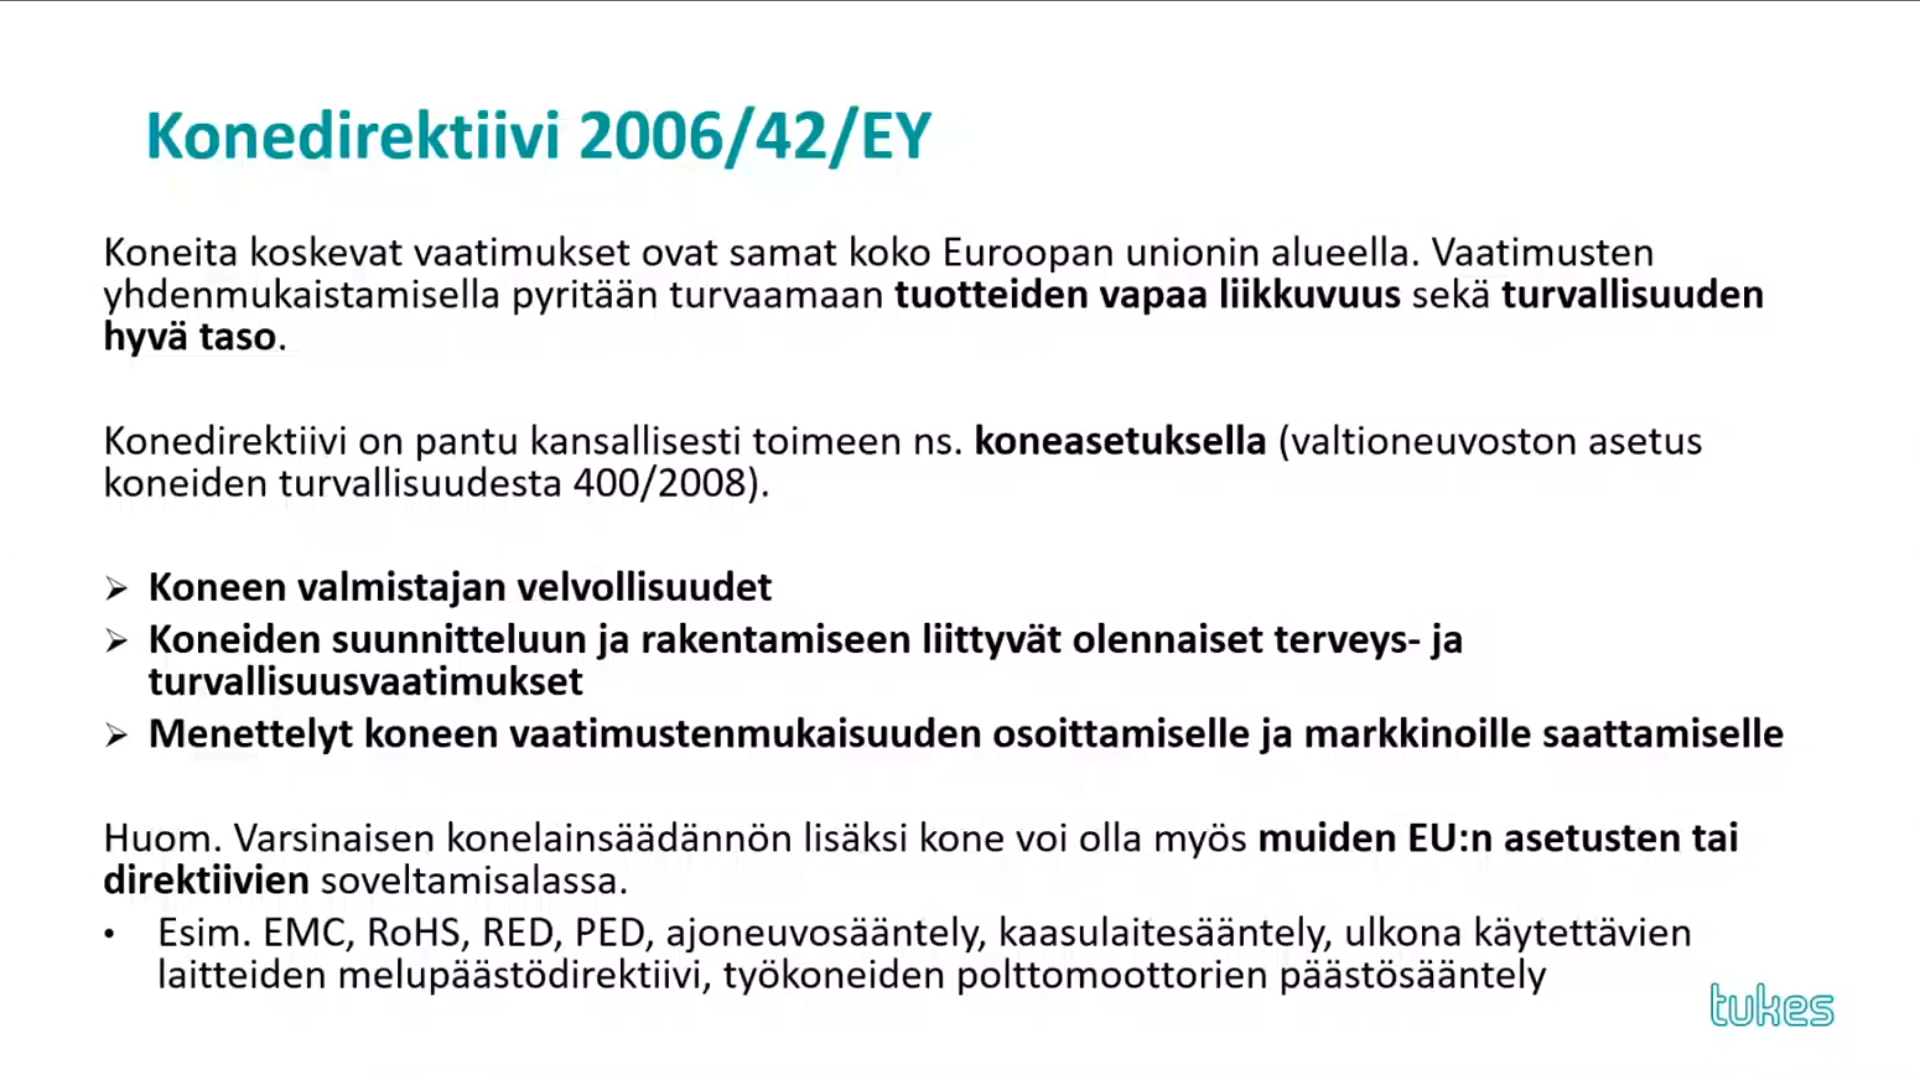 Konedirektiivi 2006/42/EY
Koneita koskevat vaatimukset ovat samat koko Euroopan unionin alueella. Vaatimusten
yhdenmukaistamisella pyritään turvaamaan tuotteiden vapaa liikkuvuus sekä turvallisuuden
hyvä taso.
Konedirektiivi on pantu kansallisesti toimeen ns. koneasetuksella (valtioneuvoston asetus
koneiden turvallisuudesta 400/2008).
➢ Koneen valmistajan velvollisuudet
➢ Koneiden suunnitteluun ja rakentamiseen liittyvät olennaiset terveys- ja
turvallisuusvaatimukset
➢ Menettelyt koneen vaatimustenmukaisuuden osoittamiselle ja markkinoille saattamiselle
Huom. Varsinaisen konelainsäädännön lisäksi kone voi olla myös muiden EU:n asetusten tai
direktiivien soveltamisalassa.
• Esim. EMC, RoHS, RED, PED, ajoneuvosääntely, kaasulaitesääntely, ulkona käytettävien
laitteiden melupäästödirektiivi, työkoneiden polttomoottorien päästösääntely
tukes